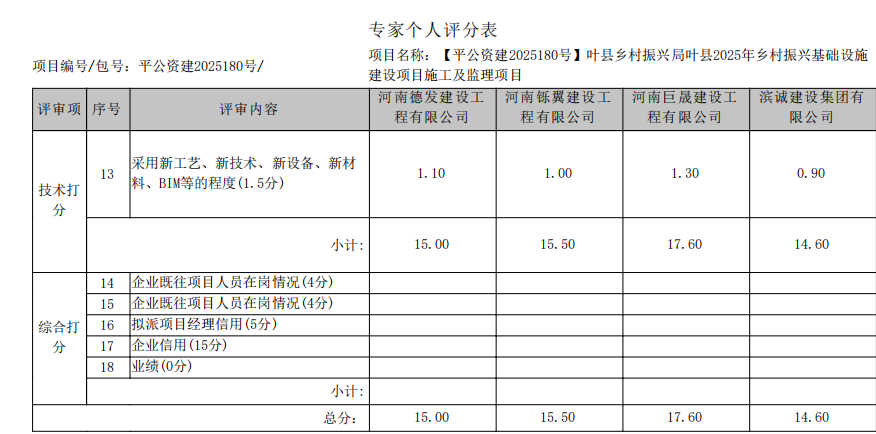 专家个人评分表
项目编号/包号: 平公资建2025180号/
项目名称: 【平公资建2025180号】叶县乡村振兴局叶县2025年乡村振兴基础设施
建设项目施工及监理项目
评审项 序号 评审内容 河南德发建设工程有限公司 河南铄翼建设工程有限公司 河南巨晟建设工程有限公司 滨诚建设集团有限公司
技术打分
13 采用新工艺、新技术、新设备、新材
料、BIM等的程度(1.5分) 1.10 1.00 1.30 0.90
小计: 15.00 15.50 17.60 14.60
综合打分
14 企业既往项目人员在岗情况(4分)
15 企业既往项目人员在岗情况(4分)
16 拟派项目经理信用(5分)
17 企业信用(15分)
18 业绩(0分)
小计:
总分: 15.00 15.50 17.60 14.60